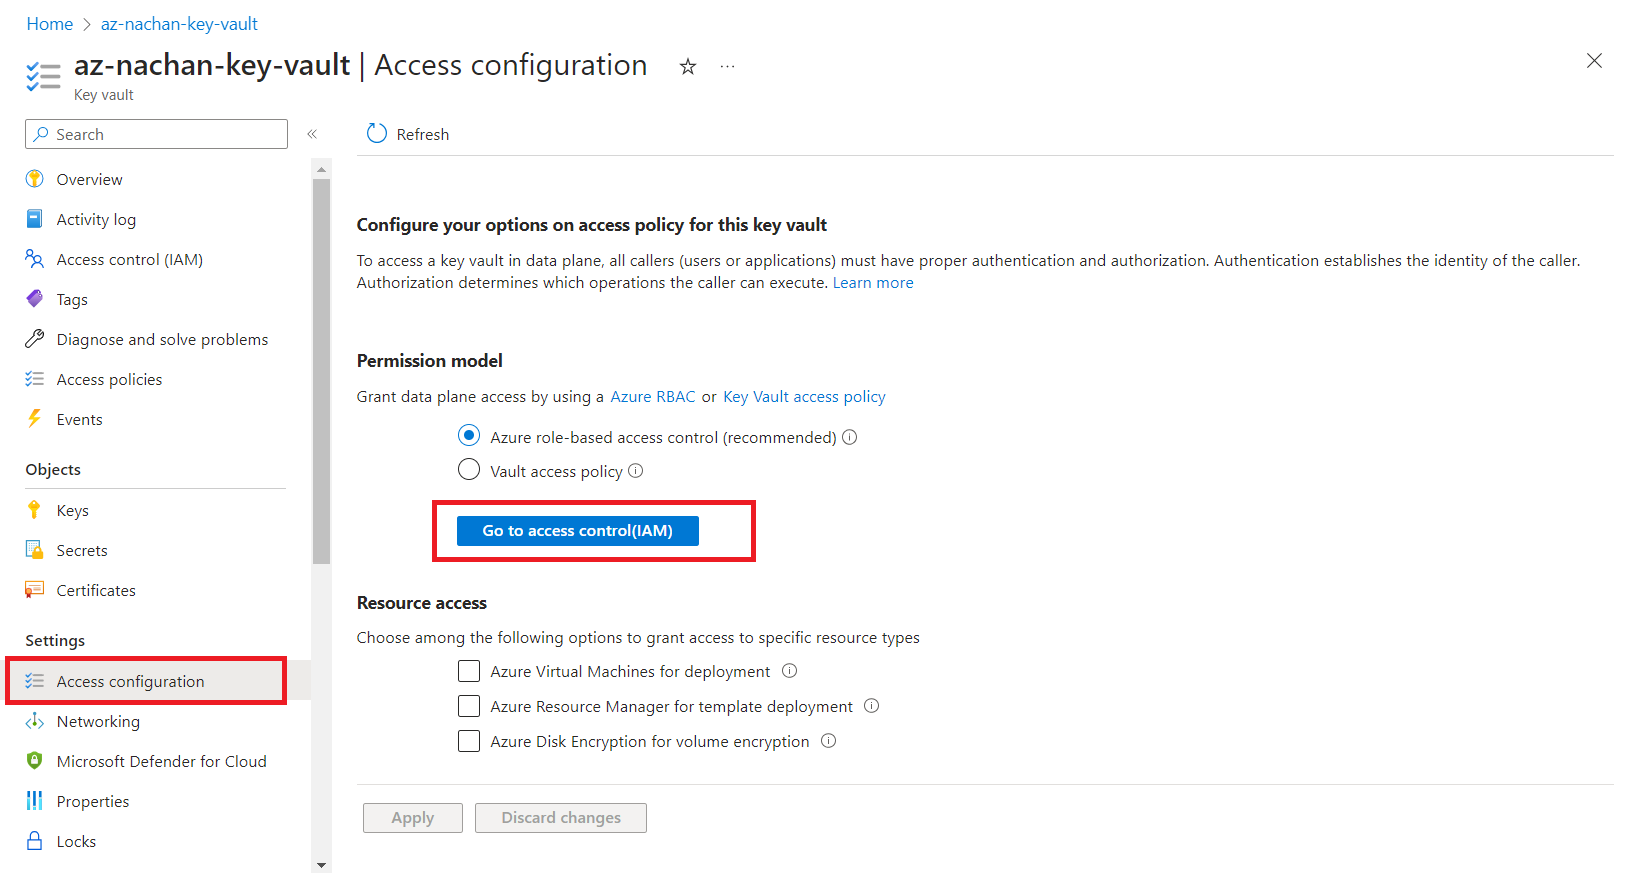 Home > az-nachan-key-vault
az-nachan-key-vault | Access configuration ☆ ...
Key vault
Search
«
Refresh
Overview
Activity log
Access control (IAM)
Tags
Diagnose and solve problems
Access policies
Events
Objects
Keys
Secrets
Certificates
Settings
Access configuration
Networking
Microsoft Defender for Cloud
Properties
Locks
Configure your options on access policy for this key vault
To access a key vault in data plane, all callers (users or applications) must have proper authentication and authorization. Authentication establishes the identity of the caller.
Authorization determines which operations the caller can execute. Learn more
Permission model
Grant data plane access by using a Azure RBAC or Key Vault access policy
Azure role-based access control (recommended)
Vault access policy
Go to access control(IAM)
Resource access
Choose among the following options to grant access to specific resource types
Azure Virtual Machines for deployment
Azure Resource Manager for template deployment
Azure Disk Encryption for volume encryption
Apply
Discard changes